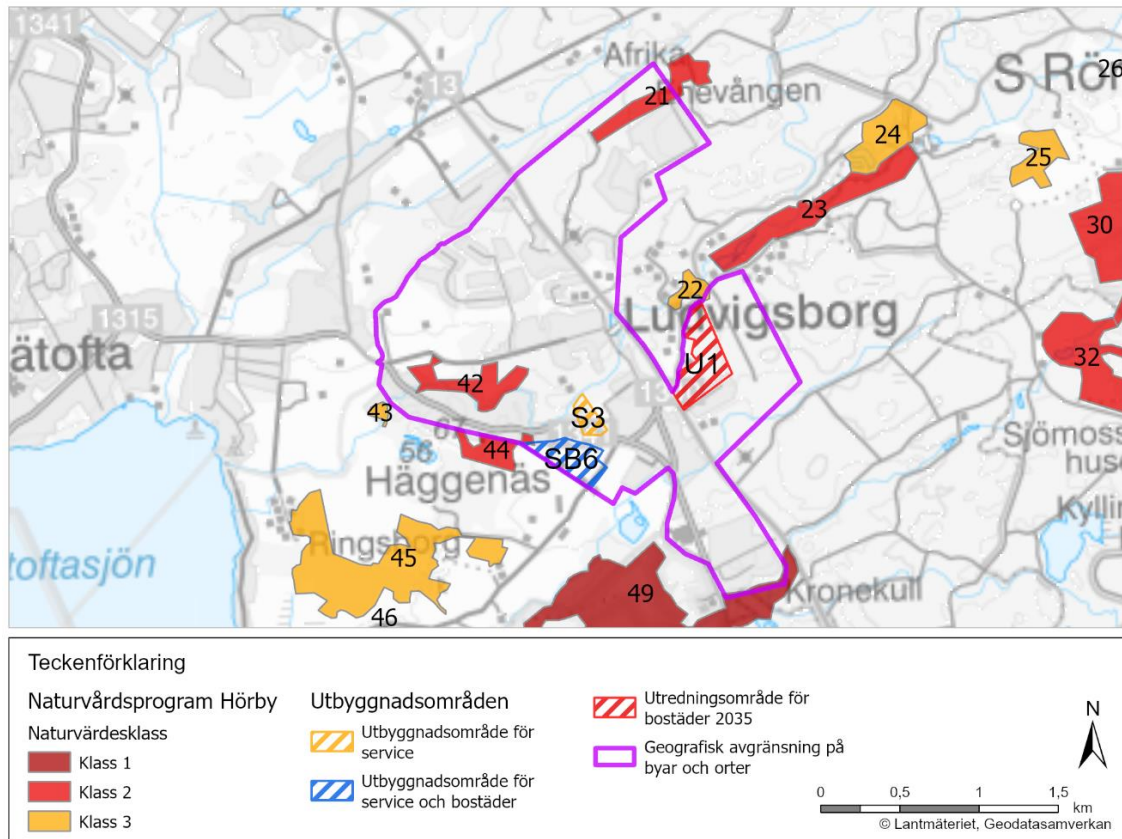 1341
Afrika
S Rör
26
13
21
nevången
24
25
23
30
22
Ludvigsborg
1315
ätofta
32
U1
42
13
43
S3
Sjömoss
huse
44
SB6
56
Häggenäs
Kyllin
Ringsborg
45
toftasjön
49
Kronekull
46
Teckenförklaring
Naturvårdsprogram Hörby
Naturvärdesklass
Klass 1
Klass 2
Klass 3
Utbyggnadsområden
Utbyggnadsområde för
service
Utbyggnadsområde för
service och bostäder
Utredningsområde för
bostäder 2035
Geografisk avgränsning på
byar och orter
N
0 0,5 1 1,5
km
© Lantmäteriet, Geodatasamverkan